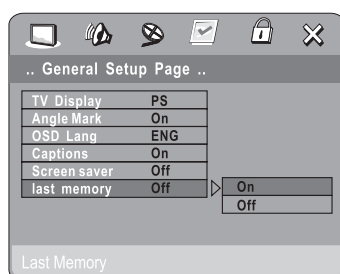 .. General Setup Page ..
TV Display PS
Angle Mark On
OSD Lang ENG
Captions On
Screen saver Off
last memory Off On
Off
Last Memory